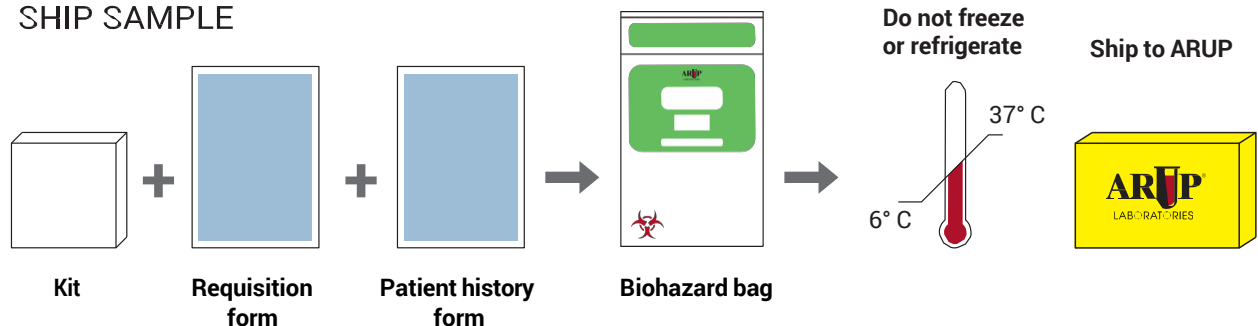 SHIP SAMPLE
Do not freeze
or refrigerate
Ship to ARUP
ARUP
37° C
6° C
ARUP®
LABORATORIES
Kit
Requisition
form
Patient history
form
Biohazard bag